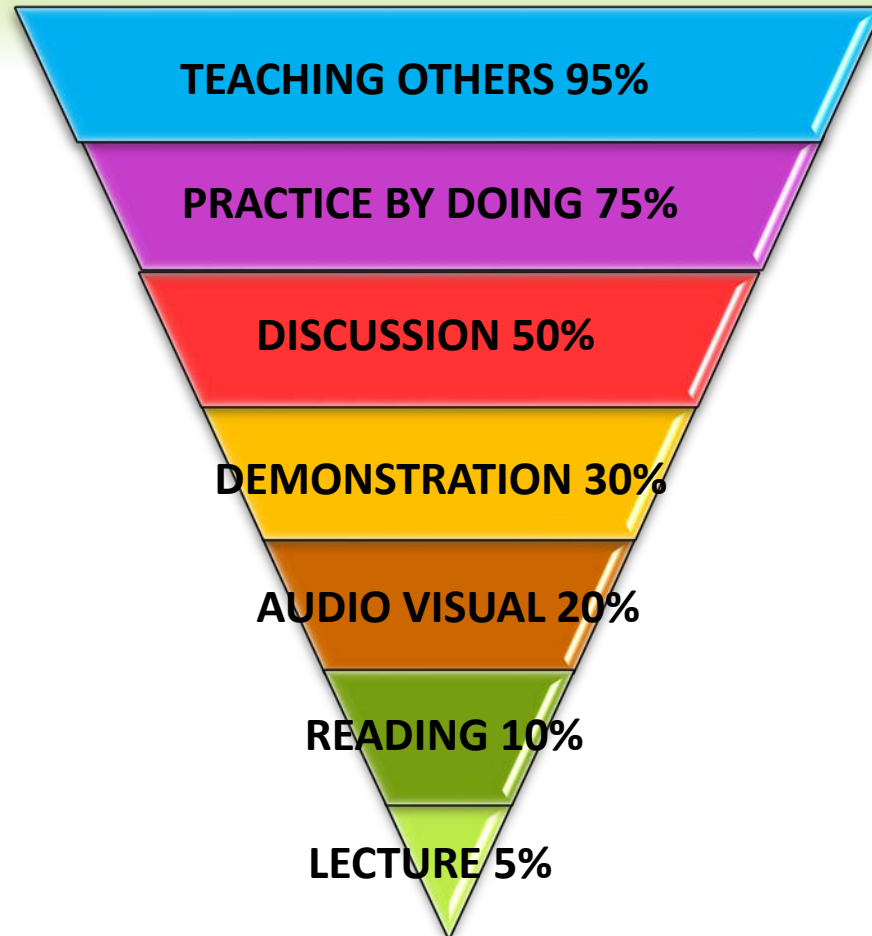 TEACHING OTHERS 95%
PRACTICE BY DOING 75%
DISCUSSION 50%
DEMONSTRATION 30%
AUDIO VISUAL 20%
READING 10%
LECTURE 5%